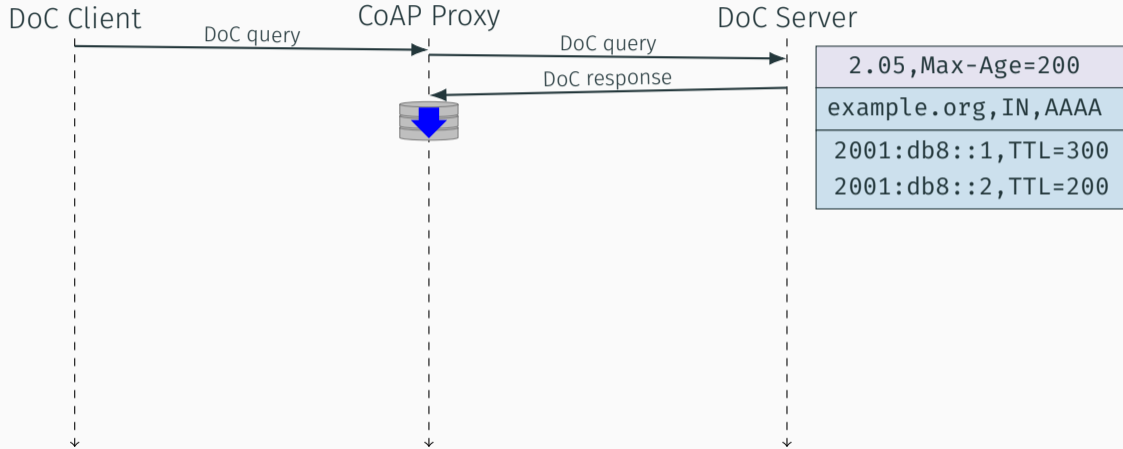 DoC Client
CoAP Proxy
DoC Server
DoC query
DoC query
DoC response
2.05,Max-Age=200
example.org,IN,AAAA
2001:db8::1,TTL=300
2001:db8::2,TTL=200